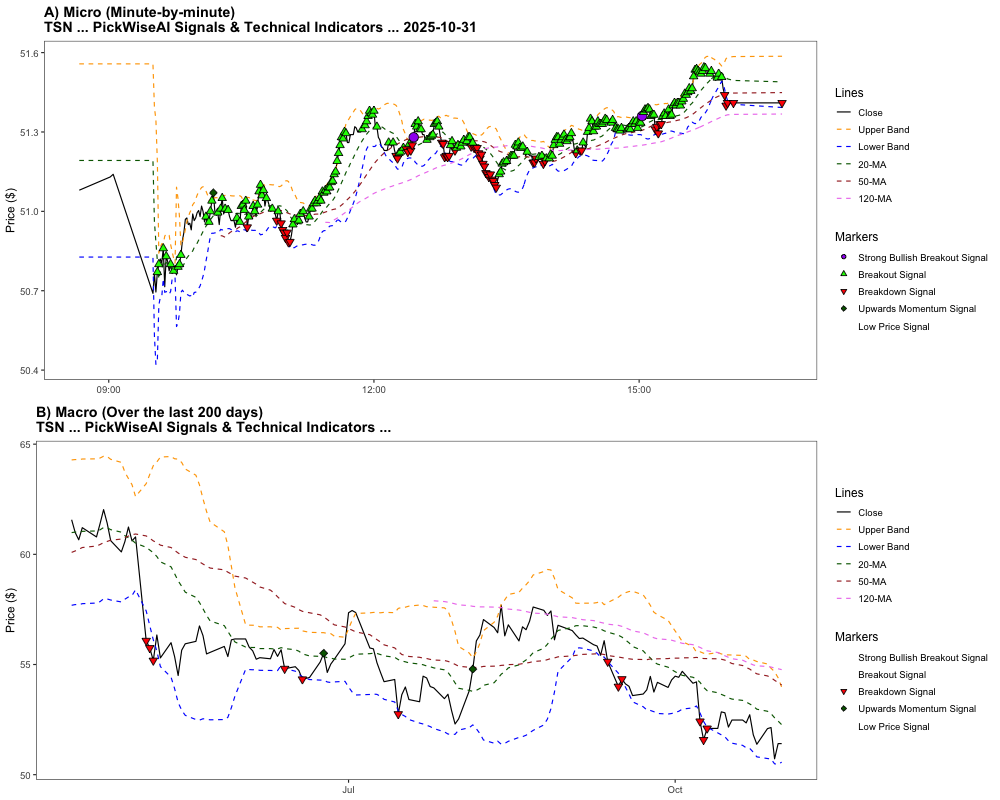 A) Micro (Minute-by-minute)
TSN ... PickWiseAI Signals & Technical Indicators ... 2025-10-31
Price ($)
51.6
51.3
51.0
50.7
50.4
09:00
12:00
15:00
Lines
Close
Upper Band
Lower Band
20-MA
50-MA
120-MA
Markers
Strong Bullish Breakout Signal
Breakout Signal
Breakdown Signal
Upwards Momentum Signal
Low Price Signal
B) Macro (Over the last 200 days)
TSN ... PickWiseAI Signals & Technical Indicators ...
Price ($)
65
60
55
50
Jul
Oct
Lines
Close
Upper Band
Lower Band
20-MA
50-MA
120-MA
Markers
Strong Bullish Breakout Signal
Breakout Signal
Breakdown Signal
Upwards Momentum Signal
Low Price Signal